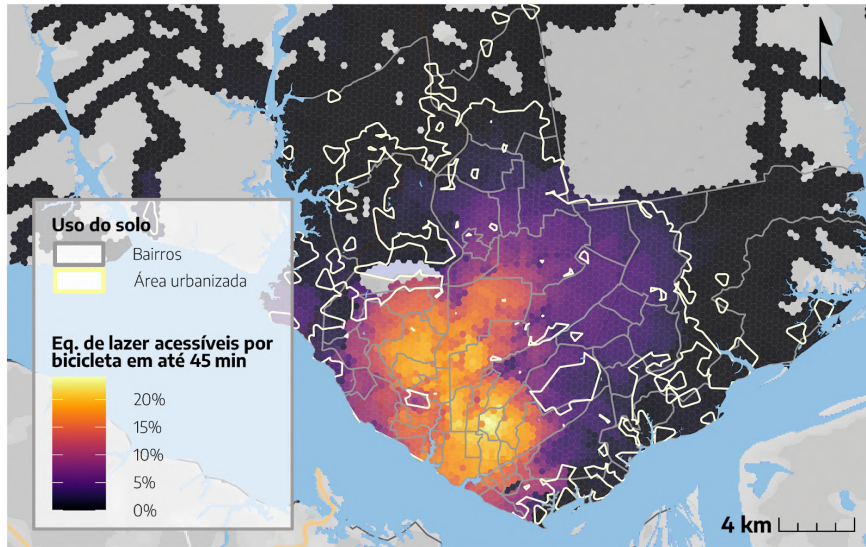 Uso do solo
Bairros
Área urbanizada
Eq. de lazer acessíveis por
bicicleta em até 45 min
20%
15%
10%
5%
0%
4 km